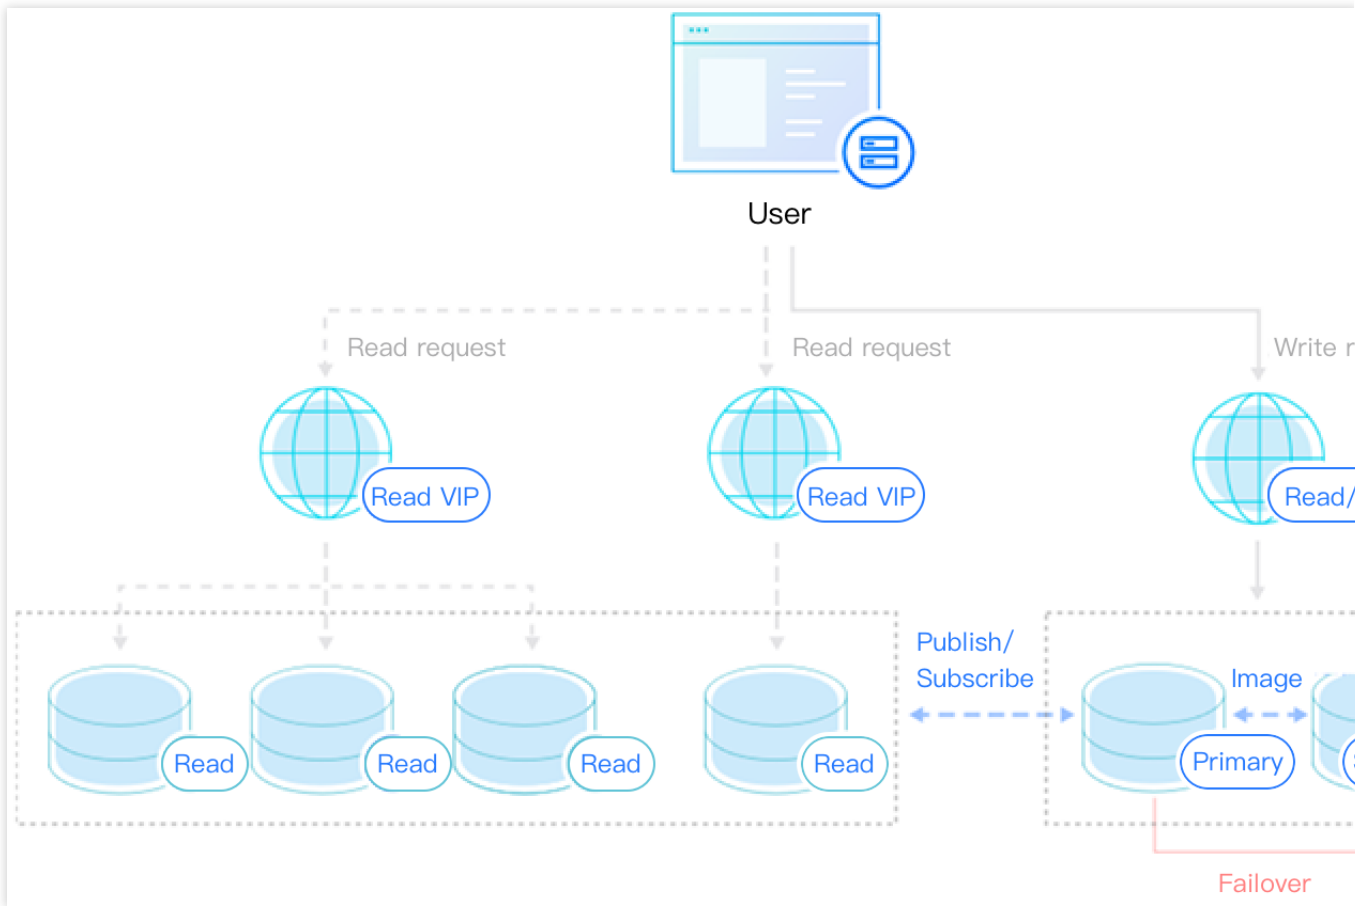 User
Read request
Read request
Write r
Read VIP
Read VIP
Read/
Publish/
Subscribe
Image
Read
Read
Read
Read
Primary
Failover